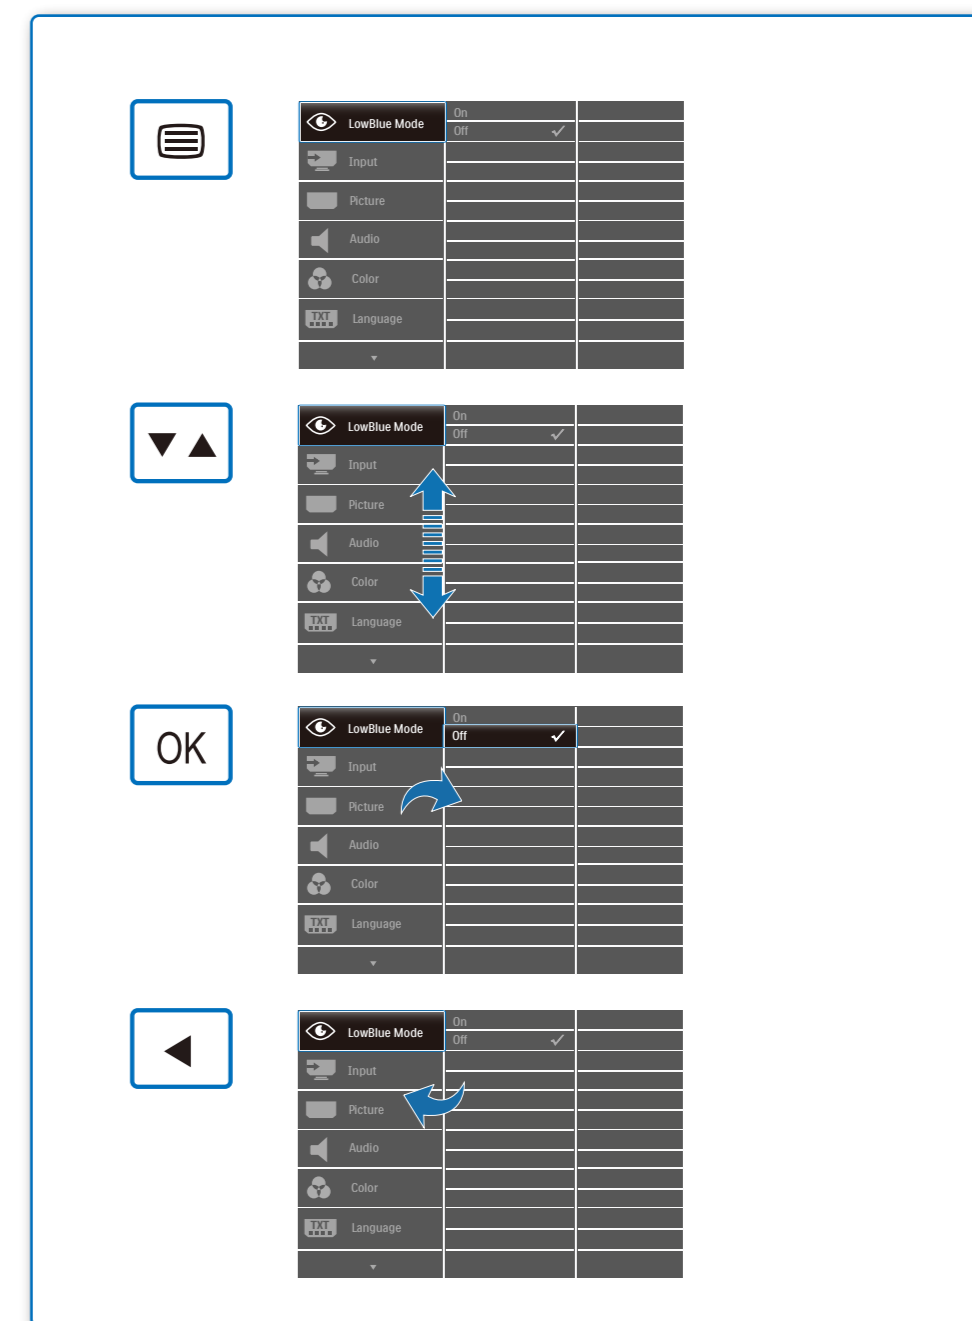 LowBlue Mode
On
Off
Input
Picture
Audio
Color
TXT
Language
LowBlue Mode
On
Off
Input
Picture
Audio
Color
TXT
Language
OK
LowBlue Mode
On
Off
Input
Picture
Audio
Color
TXT
Language
LowBlue Mode
On
Off
Input
Picture
Audio
Color
TXT
Language